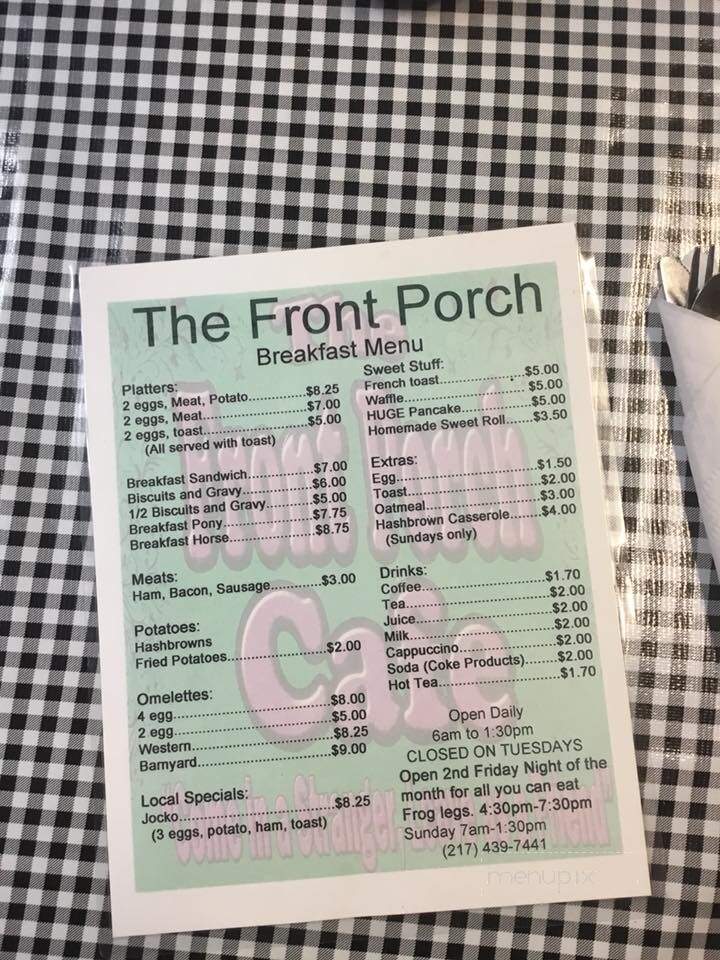 The Front Porch
Breakfast Menu
Platters:
2 eggs, Meat, Potato..............$8.25
2 eggs, Meat.........................$7.00
2 eggs, toast.........................$5.00
(All served with toast)
Breakfast Sandwich...............$7.00
Biscuits and Gravy................$6.00
1/2 Biscuits and Gravy...........$5.00
Breakfast Pony.....................$7.75
Breakfast Horse....................$8.75
Meats:
Ham, Bacon, Sausage............$3.00
Potatoes:
Hashbrowns
Fried Potatoes.......................$2.00
Omelettes:
4 egg...................................$8.00
2 egg...................................$5.00
Western...............................$8.25
Barnyard..............................$9.00
Local Specials:
Jocko...................................$8.25
(3 eggs, potato, ham, toast)
Sweet Stuff:
French toast.........................$5.00
Waffle..................................$5.00
HUGE Pancake.....................$5.00
Homemade Sweet Roll.......$3.50
Extras:
Egg......................................$1.50
Toast...................................$2.00
Oatmeal...............................$3.00
Hashbrown Casserole........$4.00
(Sundays only)
Drinks:
Coffee..................................$1.70
Tea.......................................$2.00
Juice....................................$2.00
Milk......................................$2.00
Cappuccino..........................$2.00
Soda (Coke Products).......$2.00
Hot Tea................................$1.70
Open Daily
6am to 1:30pm
CLOSED ON TUESDAYS
Open 2nd Friday Night of the
month for all you can eat
Frog legs. 4:30pm-7:30pm
Sunday 7am-1:30pm
(217) 439-7441
The
Front Porch
Cafe
menupix